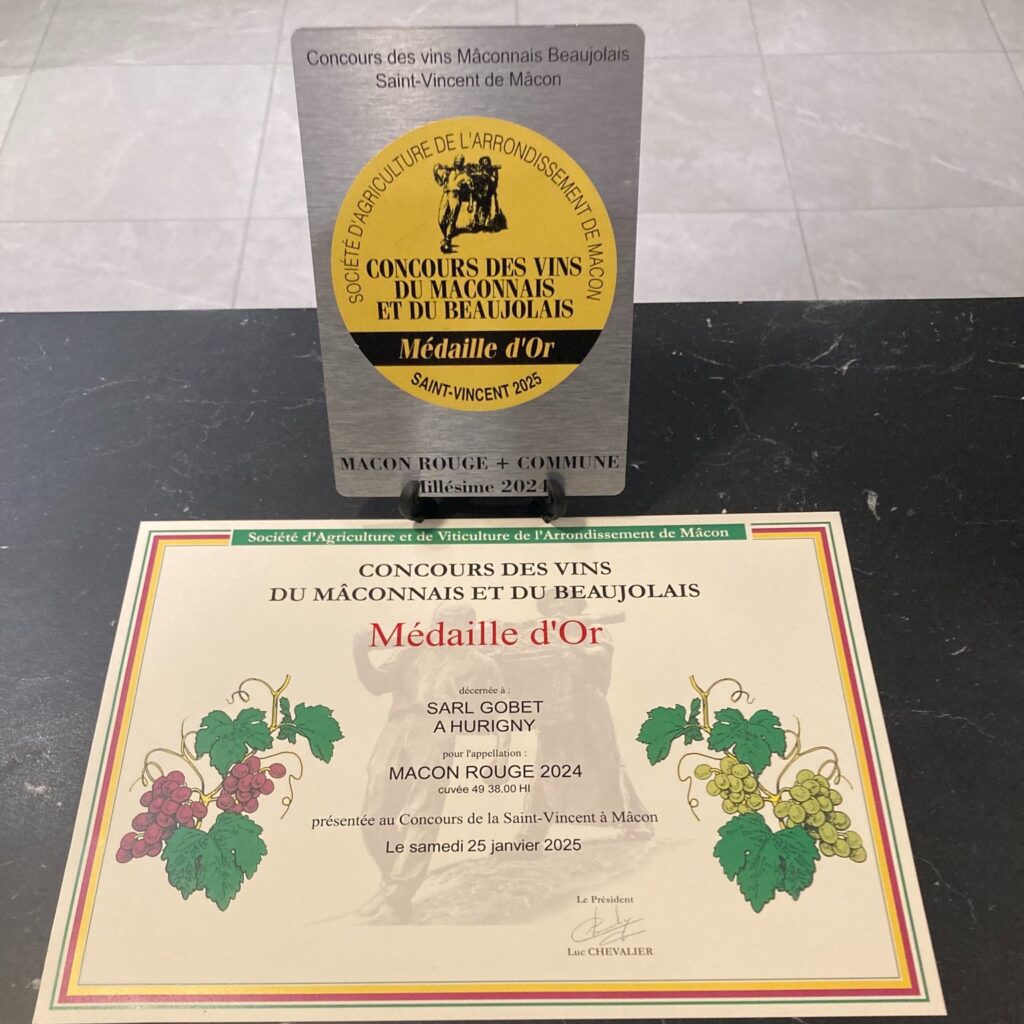 Concours des vins Mâconnais Beaujolais
Saint-Vincent de Mâcon
SOCIÉTÉ D'AGRICULTURE DE L'ARRONDISSEMENT DE MACON
CONCOURS DES VINS
DU MACONNAIS
ET DU BEAUJOLAIS
Médaille d'Or
SAINT-VINCENT 2025
MACON ROUGE + COMMUNE
Millésime 2024
Société d'Agriculture et de Viticulture de l'Arrondissement de Mâcon
CONCOURS DES VINS
DU MÂCONNAIS ET DU BEAUJOLAIS
Médaille d'Or
décernée à :
SARL GOBET
A HURIGNY
pour l'appellation :
MACON ROUGE 2024
cuvée 49 38.00 Hl
présentée au Concours de la Saint-Vincent à Mâcon
Le samedi 25 janvier 2025
Le Président
Luc CHEVALIER